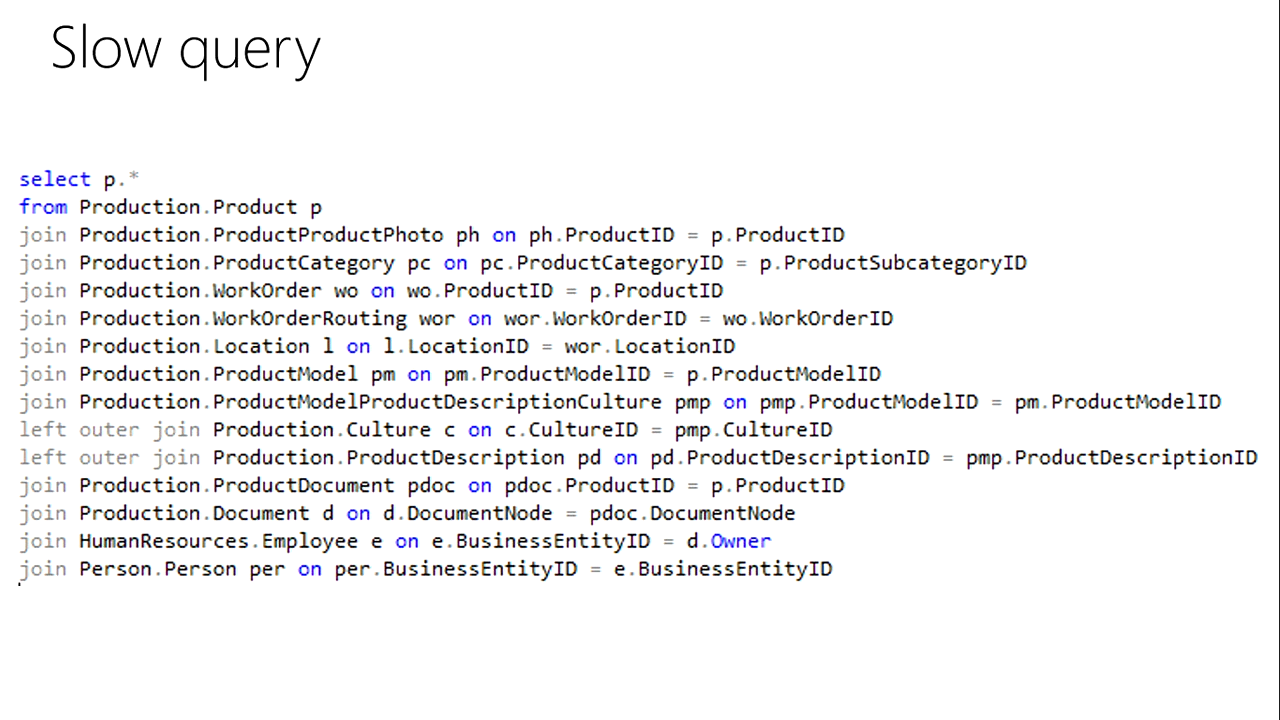 Slow query
select p.*
from Production.Product p
join Production.ProductProductPhoto ph on ph.ProductID = p.ProductID
join Production.ProductCategory pc on pc.ProductCategoryID = p.ProductSubcategoryID
join Production.WorkOrder wo on wo.ProductID = p.ProductID
join Production.WorkOrderRouting wor on wor.WorkOrderID = wo.WorkOrderID
join Production.Location l on l.LocationID = wor.LocationID
join Production.ProductModel pm on pm.ProductModelID = p.ProductModelID
join Production.ProductModelProductDescriptionCulture pmp on pmp.ProductModelID = pm.ProductModelID
left outer join Production.Culture c on c.CultureID = pmp.CultureID
left outer join Production.ProductDescription pd on pd.ProductDescriptionID = pmp.ProductDescriptionID
join Production.ProductDocument pdoc on pdoc.ProductID = p.ProductID
join Production.Document d on d.DocumentNode = pdoc.DocumentNode
join HumanResources.Employee e on e.BusinessEntityID = d.Owner
join Person.Person per on per.BusinessEntityID = e.BusinessEntityID